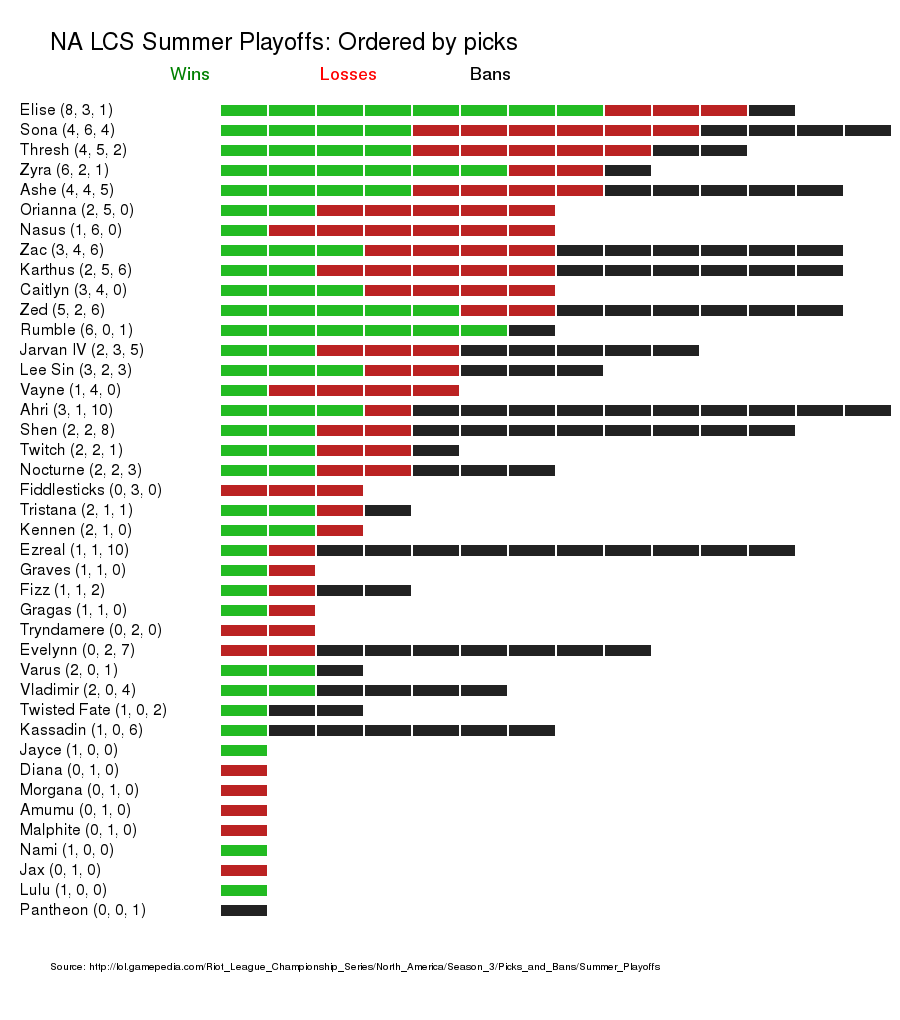 NA LCS Summer Playoffs: Ordered by picks
Wins Losses Bans
Elise (8, 3, 1)
Sona (4, 6, 4)
Thresh (4, 5, 2)
Zyra (6, 2, 1)
Ashe (4, 4, 5)
Orianna (2, 5, 0)
Nasus (1, 6, 0)
Zac (3, 4, 6)
Karthus (2, 5, 6)
Caitlyn (3, 4, 0)
Zed (5, 2, 6)
Rumble (6, 0, 1)
Jarvan IV (2, 3, 5)
Lee Sin (3, 2, 3)
Vayne (1, 4, 0)
Ahri (3, 1, 10)
Shen (2, 2, 8)
Twitch (2, 2, 1)
Nocturne (2, 2, 3)
Fiddlesticks (0, 3, 0)
Tristana (2, 1, 1)
Kennen (2, 1, 0)
Ezreal (1, 1, 10)
Graves (1, 1, 0)
Fizz (1, 1, 2)
Gragas (1, 1, 0)
Tryndamere (0, 2, 0)
Evelynn (0, 2, 7)
Varus (2, 0, 1)
Vladimir (2, 0, 4)
Twisted Fate (1, 0, 2)
Kassadin (1, 0, 6)
Jayce (1, 0, 0)
Diana (0, 1, 0)
Morgana (0, 1, 0)
Amumu (0, 1, 0)
Malphite (0, 1, 0)
Nami (1, 0, 0)
Jax (0, 1, 0)
Lulu (1, 0, 0)
Pantheon (0, 0, 1)
Source: http://lol.gamepedia.com/Riot_League_Championship_Series/North_America/Season_3/Picks_and_Bans/Summer_Playoffs